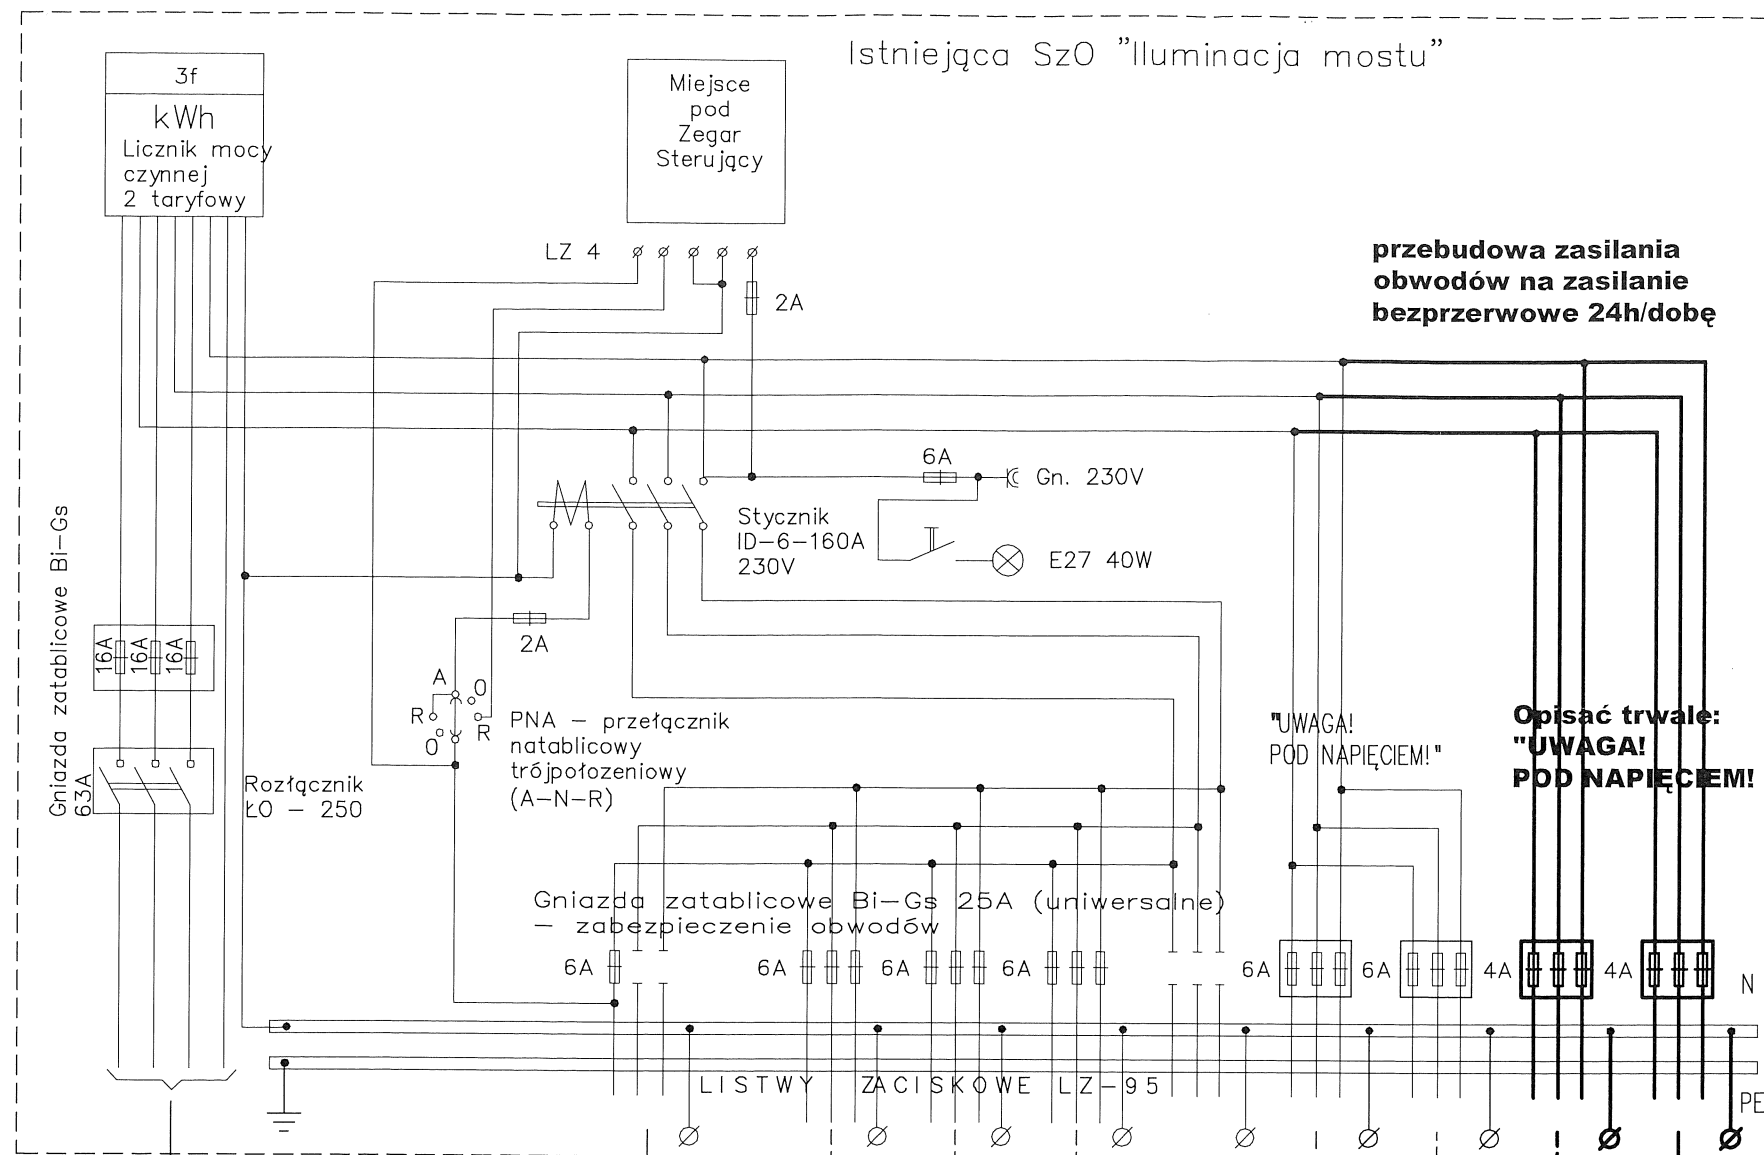 Istniejąca SzO "Iluminacja mostu"
3f
kWh
Licznik mocy
czynnej
2 taryfowy
Miejsce
pod
Zegar
Sterujący
LZ 4
2A
przebudowa zasilania
obwodów na zasilanie
bezprzerwowe 24h/dobę
6A
Gn. 230V
Stycznik
ID-6-160A
230V
E27 40W
Gniazda zatablicowe Bi-Gs
63A
16A
16A
16A
2A
A
O
R
R
O
PNA - przełącznik
natablicowy
trójpołozeniowy
(A-N-R)
Rozłącznik
ŁO - 250
"UWAGA!
POD NAPIĘCIEM!"
Opisać trwale:
"UWAGA!
POD NAPIĘCIEM!
Gniazda zatablicowe Bi-Gs 25A (uniwersalne)
- zabezpieczenie obwodów
6A
6A
6A
6A
6A
6A
4A
4A
N
LISTWY ZACISKOWE LZ-95
PE